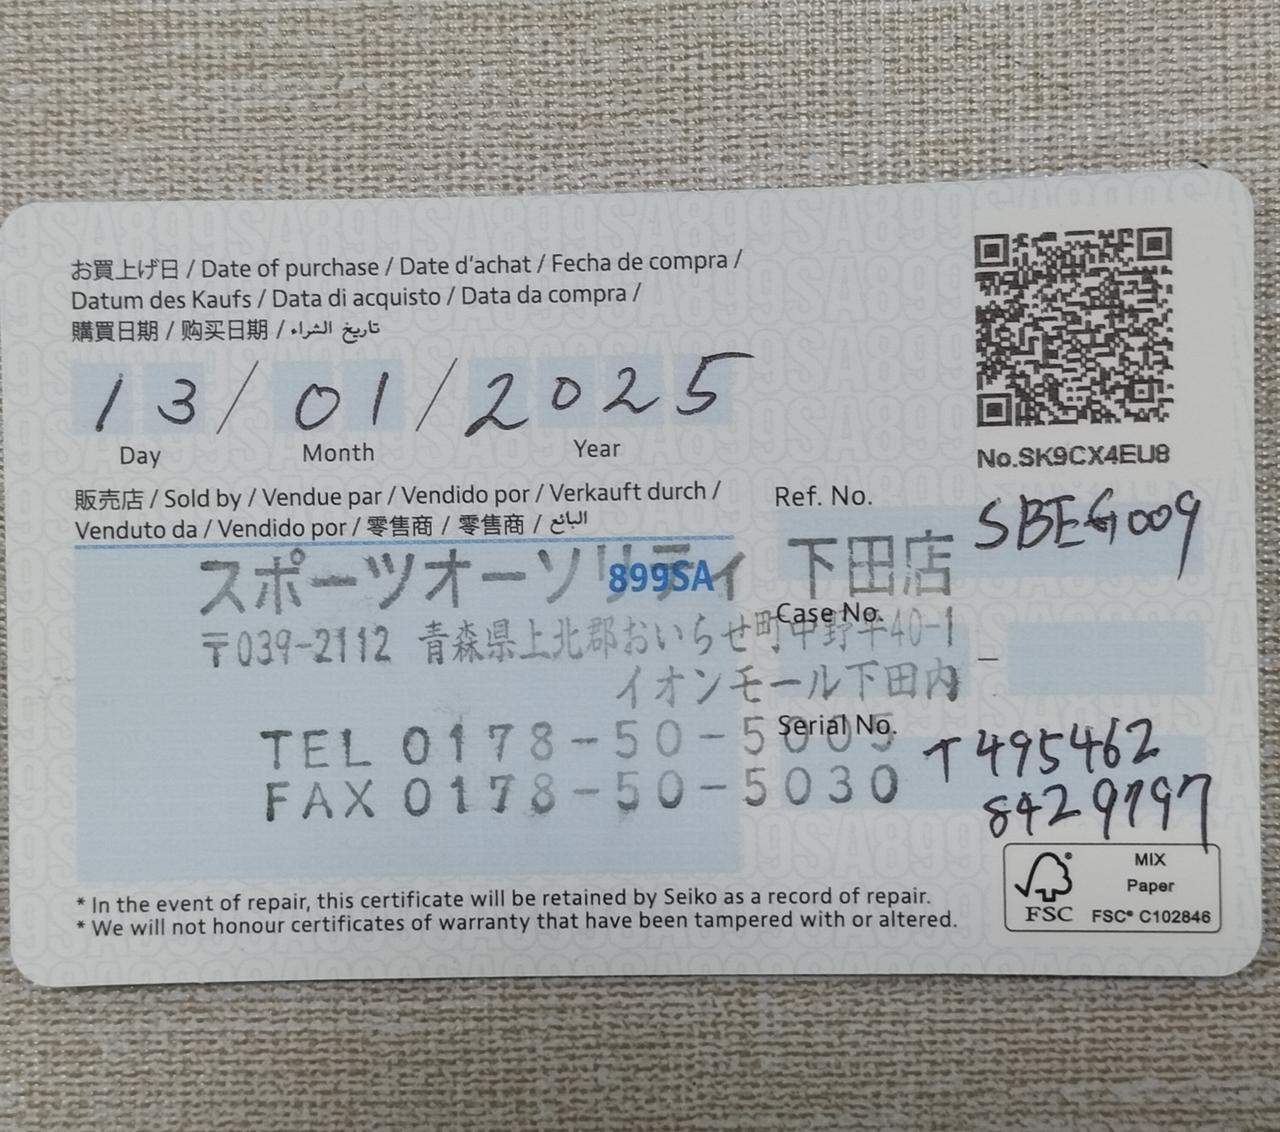 お買上げ日 / Date of purchase / Date d'achat / Fecha de compra /
Datum des Kaufs / Data di acquisto / Data da compra /
購買日期 / 购买日期 / تاريخ الشراء
13 / 01 / 2025
Day Month Year
No.SK9CX4EU8
販売店 / Sold by / Vendue par / Vendido por / Verkauft durch /
Venduto da / Vendido por / 零售商 / 零售商 / البائع
Ref. No.
SBEG009
スポーツオーソリティ 下田店
899SA
Case No.
〒039-2112 青森県上北郡おいらせ町中野平40-1
イオンモール下田内
–
Serial No.
TEL 0178-50-5005
FAX 0178-50-5030
T495462
8429797
* In the event of repair, this certificate will be retained by Seiko as a record of repair.
* We will not honour certificates of warranty that have been tampered with or altered.
MIX
Paper
FSC
FSC® C102846